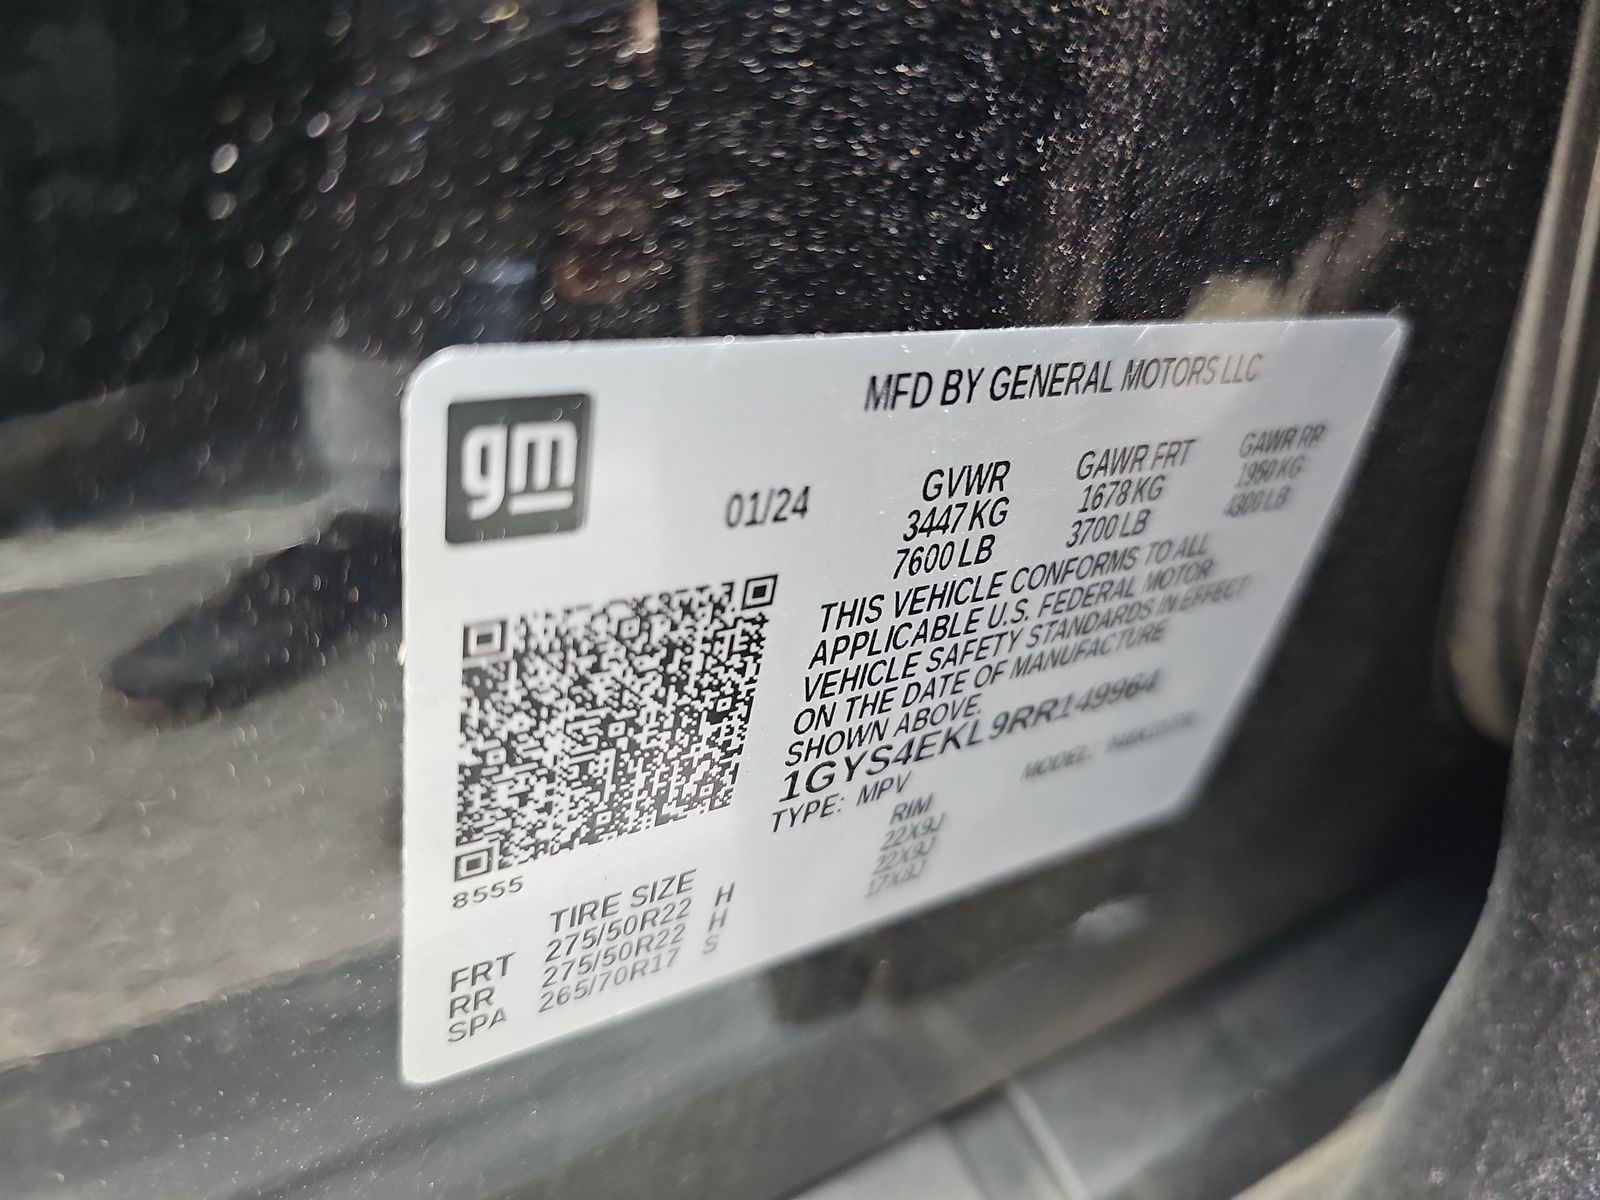 gm
MFD BY GENERAL MOTORS LLC
01/24
GVWR GAWR FRT GAWR RR
3447 KG 1678 KG 1950 KG
7600 LB 3700 LB 4300 LB
THIS VEHICLE CONFORMS TO ALL
APPLICABLE U.S. FEDERAL MOTOR
VEHICLE SAFETY STANDARDS IN EFFECT
ON THE DATE OF MANUFACTURE
SHOWN ABOVE.
1GYS4EKL9RR149964
TYPE: MPV MODEL:
8555
TIRE SIZE RIM
FRT 275/50R22 H 22X9J
RR 275/50R22 H 22X9J
SPA 265/70R17 S 17X8J